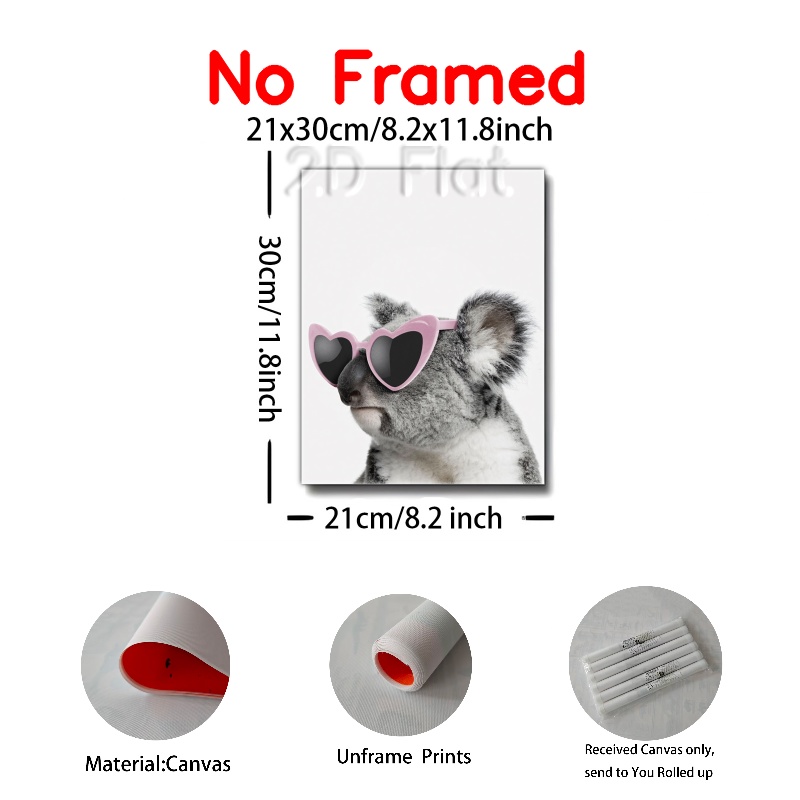 No Framed
21x30cm/8.2x11.8inch
2.D Flat.
30cm/11.8inch
21cm/8.2 inch
Material:Canvas
Unframe Prints
Received Canvas only,
send to You Rolled up